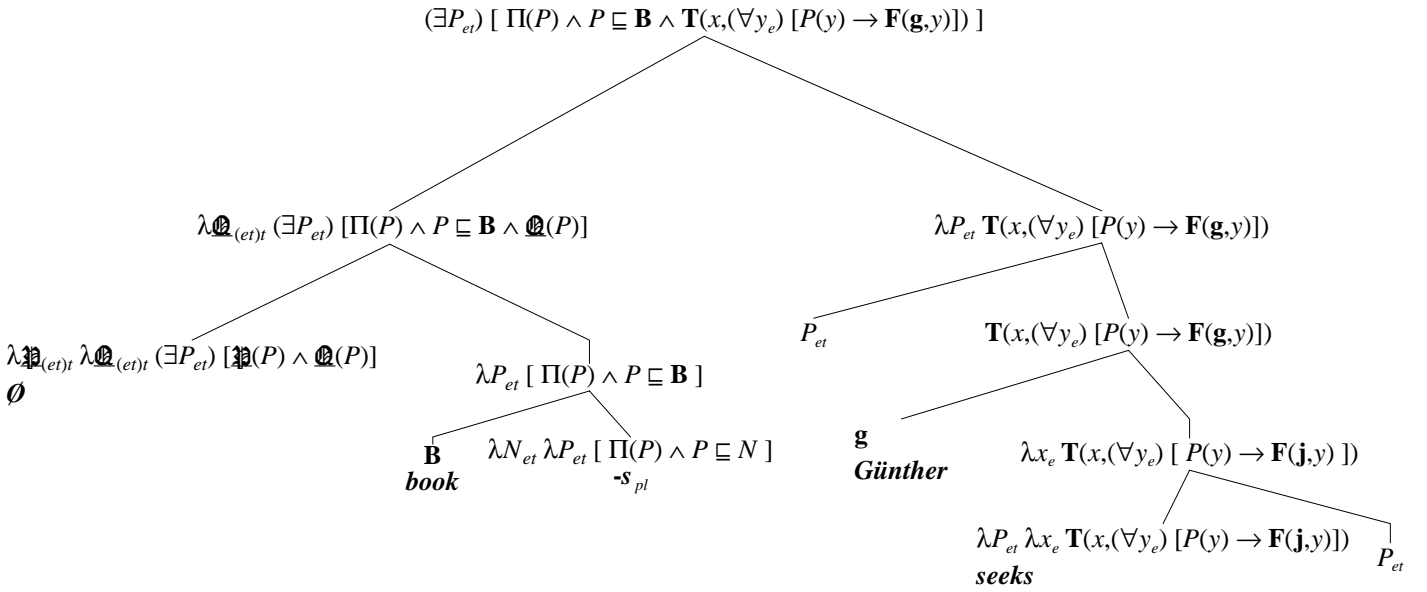 (∃P_et) [ Π(P) ∧ P ⊑ B ∧ T(x,(∀y_e) [P(y) → F(g,y)]) ]
λ𝕼_(et)t (∃P_et) [Π(P) ∧ P ⊑ B ∧ 𝕼(P)]
λP_et T(x,(∀y_e) [P(y) → F(g,y)])
λ𝕻_(et)t λ𝕼_(et)t (∃P_et) [𝕻(P) ∧ 𝕼(P)]
Ø
P_et
T(x,(∀y_e) [P(y) → F(g,y)])
λP_et [ Π(P) ∧ P ⊑ B ]
B
book
λN_et λP_et [ Π(P) ∧ P ⊑ N ]
-s_pl
g
Günther
λx_e T(x,(∀y_e) [ P(y) → F(j,y) ])
λP_et λx_e T(x,(∀y_e) [P(y) → F(j,y)])
seeks
P_et